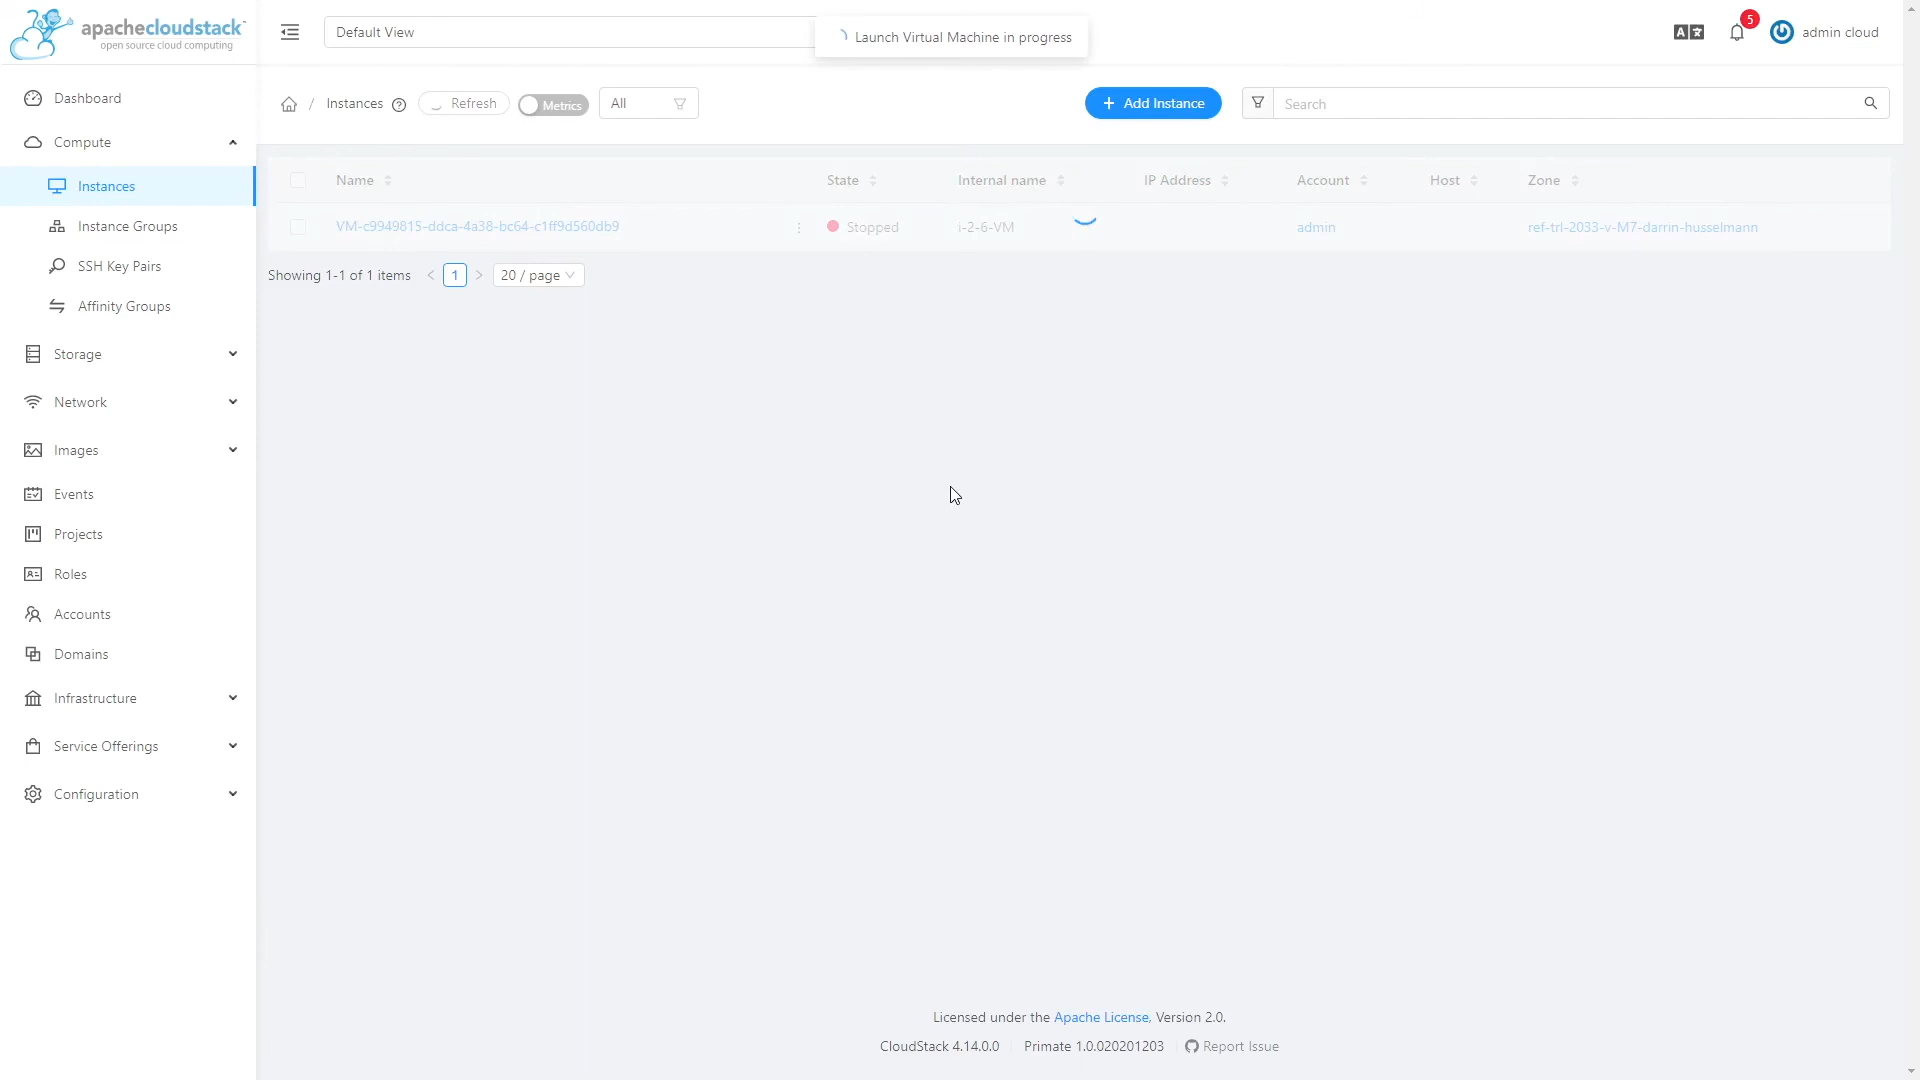 apachecloudstack™
open source cloud computing
Default View
Launch Virtual Machine in progress
5
admin cloud
Dashboard
Compute
Instances
Instance Groups
SSH Key Pairs
Affinity Groups
Storage
Network
Images
Events
Projects
Roles
Accounts
Domains
Infrastructure
Service Offerings
Configuration
/ Instances Refresh Metrics All
+ Add Instance
Search
Name State Internal name IP Address Account Host Zone
VM-c9949815-ddca-4a38-bc64-c1ff9d560db9 Stopped i-2-6-VM admin ref-trl-2033-v-M7-darrin-husselmann
Showing 1-1 of 1 items < 1 > 20 / page
Licensed under the Apache License, Version 2.0.
CloudStack 4.14.0.0 Primate 1.0.020201203 Report Issue